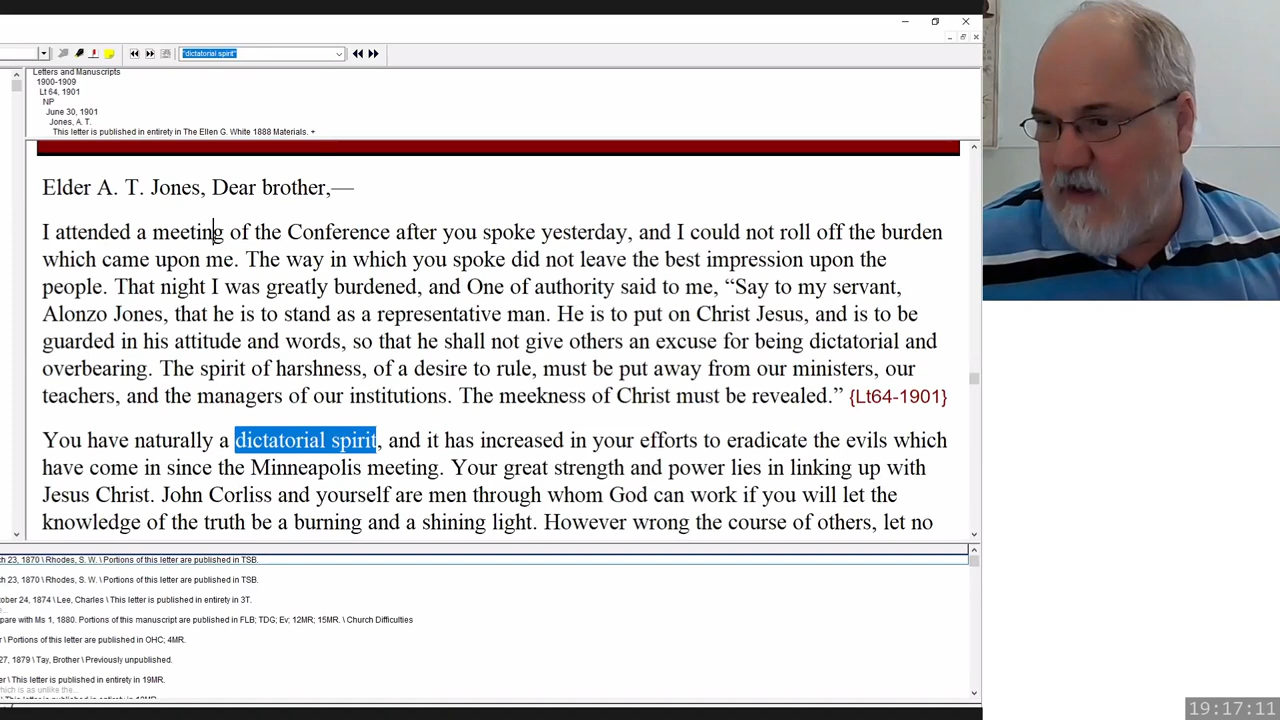 "dictatorial spirit"
Letters and Manuscripts
1900-1909
Lt 64, 1901
NP
June 30, 1901
Jones, A. T.
This letter is published in entirety in The Ellen G. White 1888 Materials. +
Elder A. T. Jones, Dear brother,—
I attended a meeting of the Conference after you spoke yesterday, and I could not roll off the burden
which came upon me. The way in which you spoke did not leave the best impression upon the
people. That night I was greatly burdened, and One of authority said to me, “Say to my servant,
Alonzo Jones, that he is to stand as a representative man. He is to put on Christ Jesus, and is to be
guarded in his attitude and words, so that he shall not give others an excuse for being dictatorial and
overbearing. The spirit of harshness, of a desire to rule, must be put away from our ministers, our
teachers, and the managers of our institutions. The meekness of Christ must be revealed.” {Lt64-1901}
You have naturally a dictatorial spirit, and it has increased in your efforts to eradicate the evils which
have come in since the Minneapolis meeting. Your great strength and power lies in linking up with
Jesus Christ. John Corliss and yourself are men through whom God can work if you will let the
knowledge of the truth be a burning and a shining light. However wrong the course of others, let no
ch 23, 1870 \ Rhodes, S. W. \ Portions of this letter are published in TSB.
ch 23, 1870 \ Rhodes, S. W. \ Portions of this letter are published in TSB.
tober 24, 1874 \ Lee, Charles \ This letter is published in entirety in 3T.
pare with Ms 1, 1880. Portions of this manuscript are published in FLB; TDG; Ev; 12MR; 15MR. \ Church Difficulties
r \ Portions of this letter are published in OHC; 4MR.
27, 1879 \ Tay, Brother \ Previously unpublished.
er \ This letter is published in entirety in 19MR.
which is as unlike the...
19:17:11